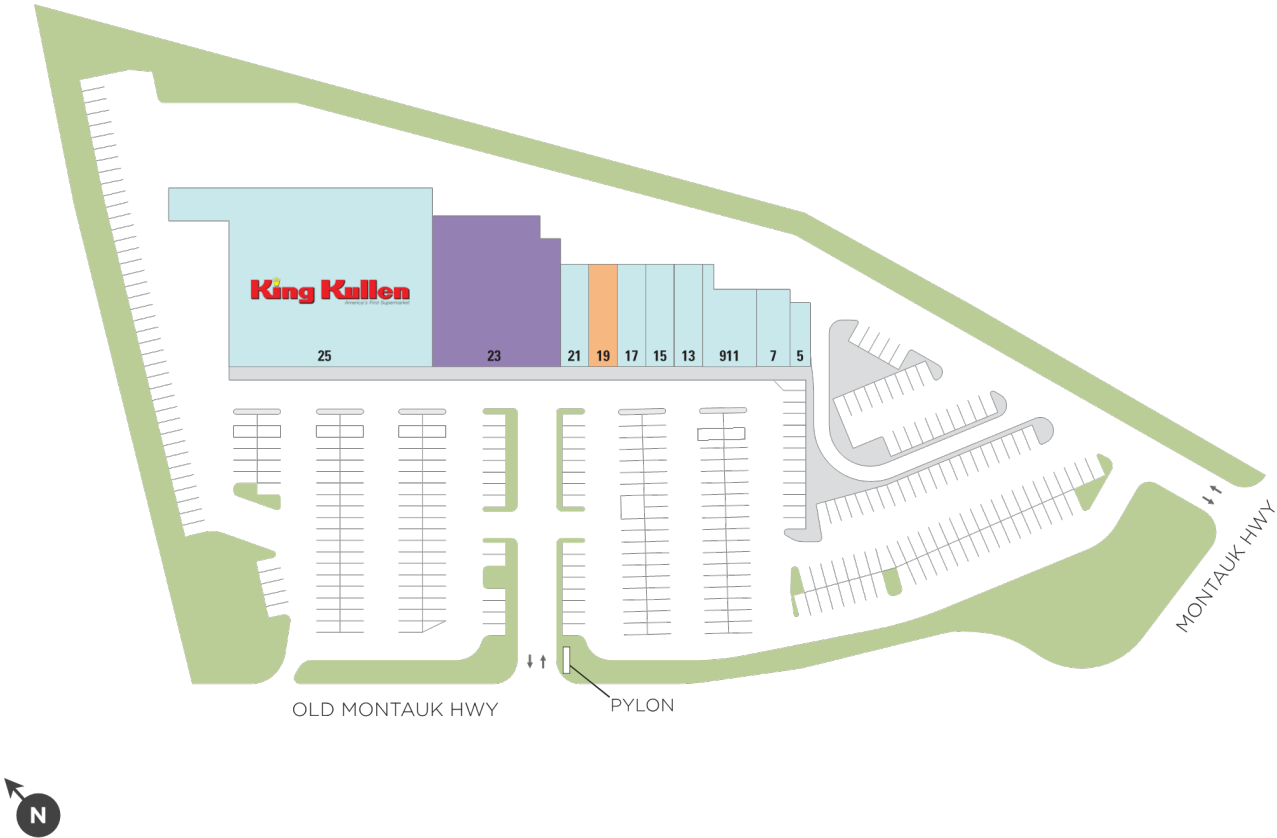 King Kullen
America's First Supermarket
25
23
21
19
17
15
13
911
7
5
MONTAUK HWY
OLD MONTAUK HWY
PYLON
N